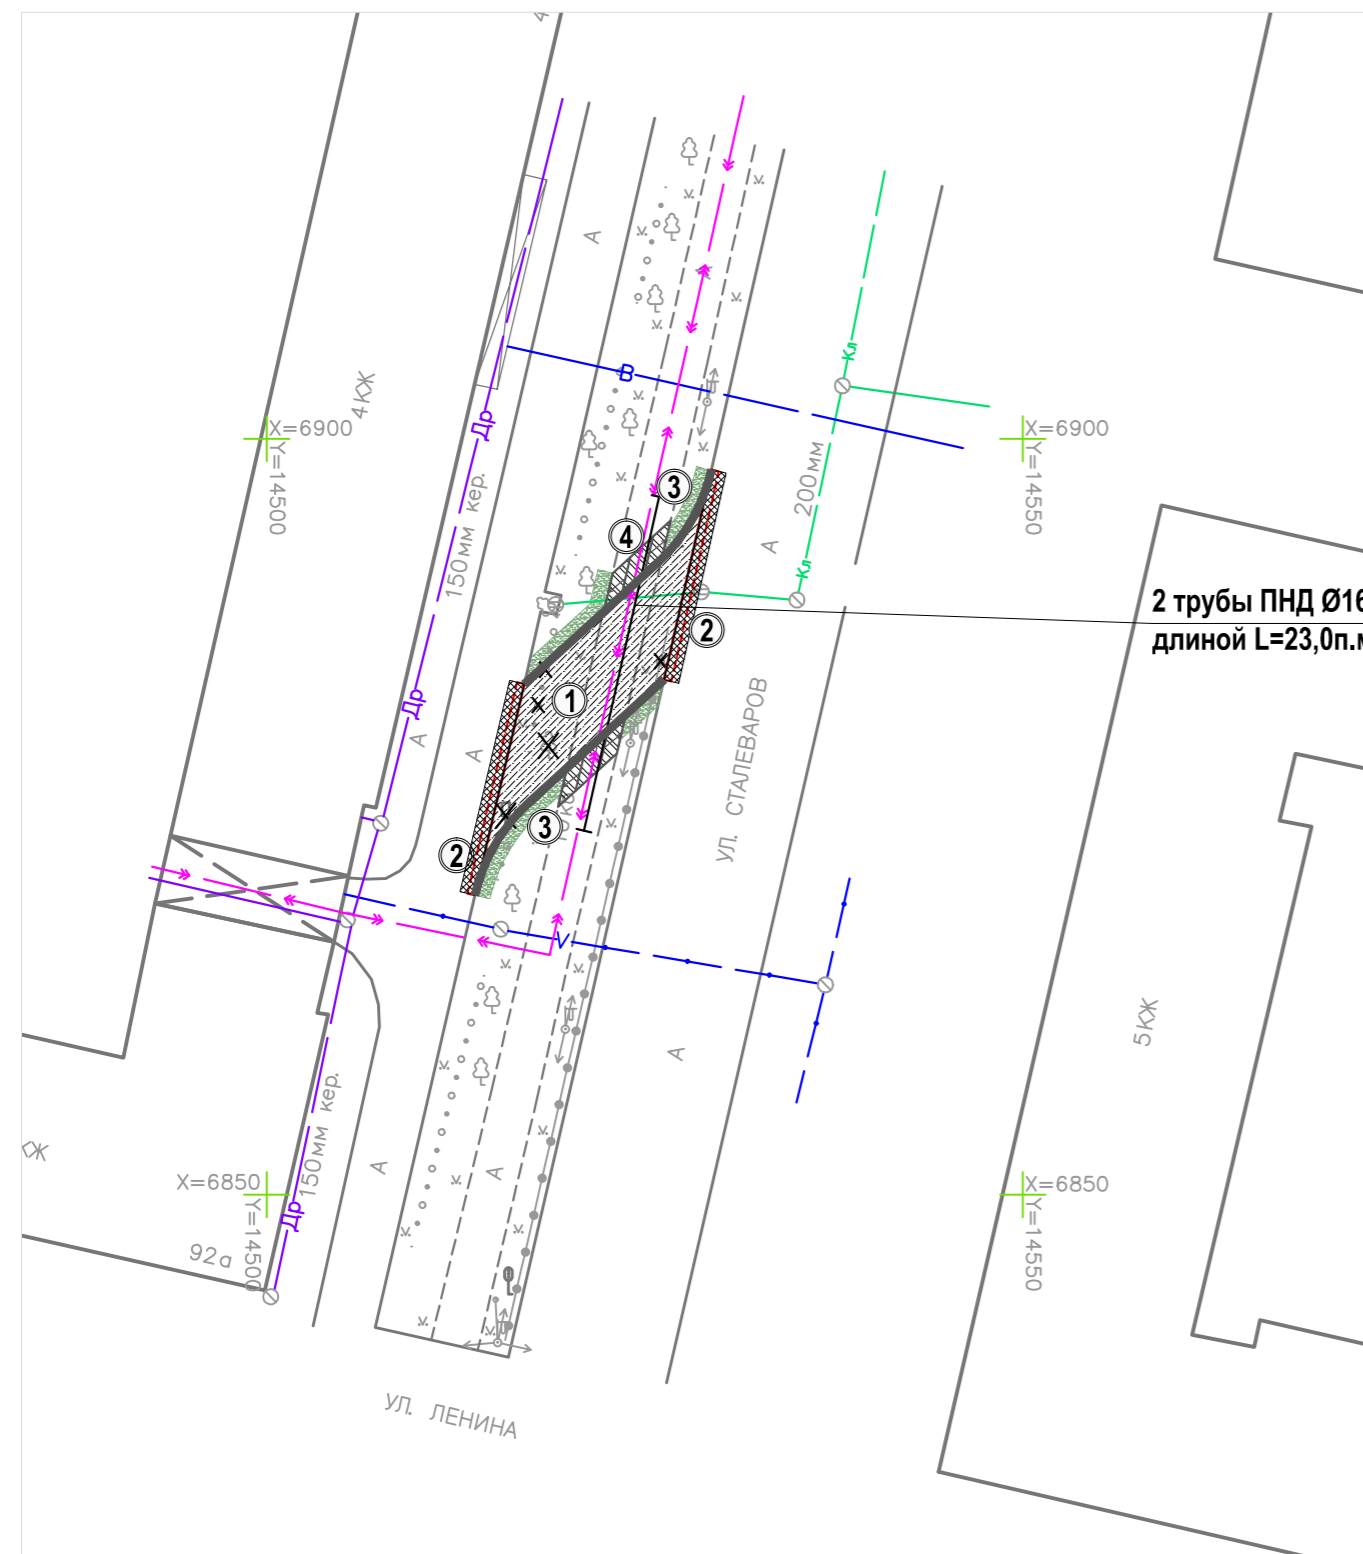 4КЖ
X=6900
Y=14500
Др
150мм кер.
А
В
Кл
200мм
X=6900
Y=14550
3
4
А
Кл
2 трубы ПНД Ø16
длиной L=23,0п.м
2
1
Др
А
А
УЛ. СТАЛЕВАРОВ
3
2
V
5КЖ
А
150мм кер.
КЖ
X=6850
Y=14500
Др
А
А
X=6850
Y=14550
92а
УЛ. ЛЕНИНА